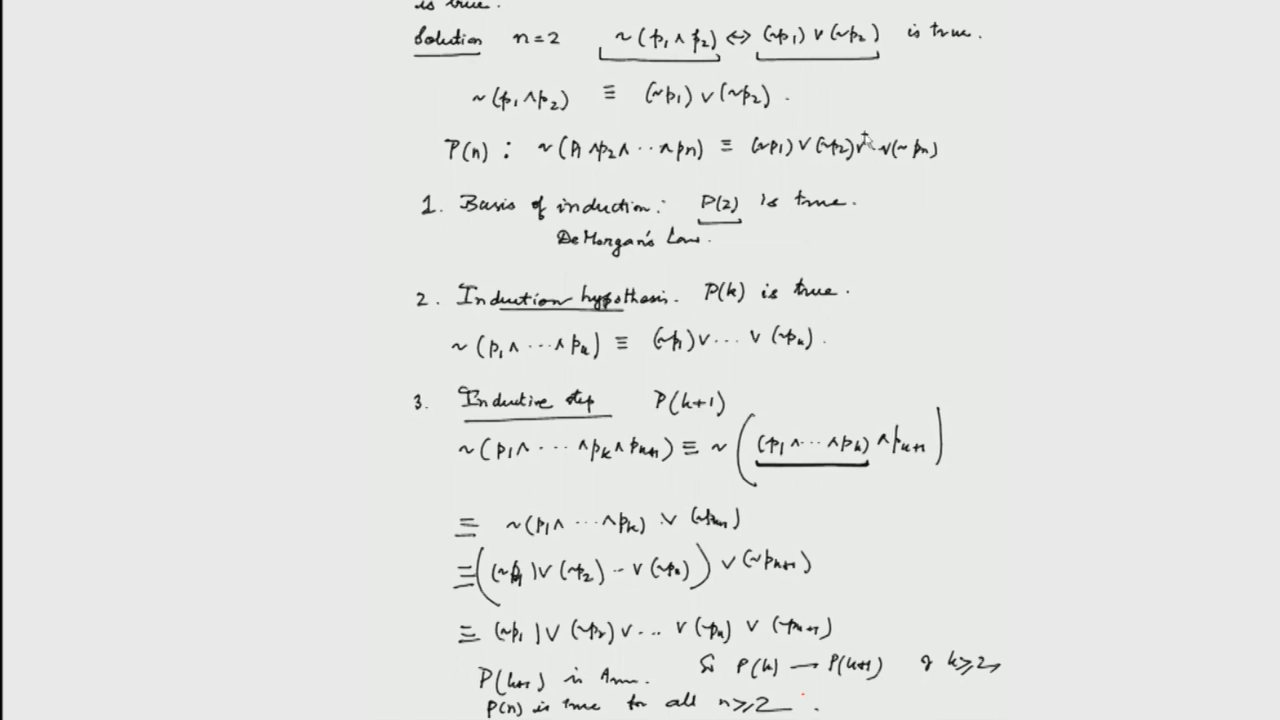 is true.
Solution n=2 ~(p₁ ∧ p₂) ↔ (~p₁) ∨ (~p₂) is true.
~(p₁ ∧ p₂) ≡ (~p₁) ∨ (~p₂).
P(n) : ~(p₁ ∧ p₂ ∧ ·· ∧ pn) ≡ (~p₁) ∨ (~p₂) ∨ ∨ (~pn)
1. Basis of induction: P(2) is true.
DeMorgan's Law.
2. Induction hypothesis. P(k) is true.
~(p₁ ∧ ··· ∧ pₖ) ≡ (~p₁) ∨ ··· ∨ (~pₖ).
3. Inductive step P(k+1)
~(p₁ ∧ ··· ∧ pₖ ∧ pₖ₊₁) ≡ ~((p₁ ∧ ··· ∧ pₖ) ∧ pₖ₊₁)
≡ ~(p₁ ∧ ··· ∧ pₖ) ∨ (~pₖ₊₁)
≡ ((~p₁) ∨ (~p₂) -- ∨ (~pₖ)) ∨ (~pₖ₊₁)
≡ (~p₁) ∨ (~p₂) ∨ ... ∨ (~pₖ) ∨ (~pₖ₊₁)
P(k+1) is true. So P(k) → P(k+1) k ≥ 2,
P(n) is true for all n ≥ 2.